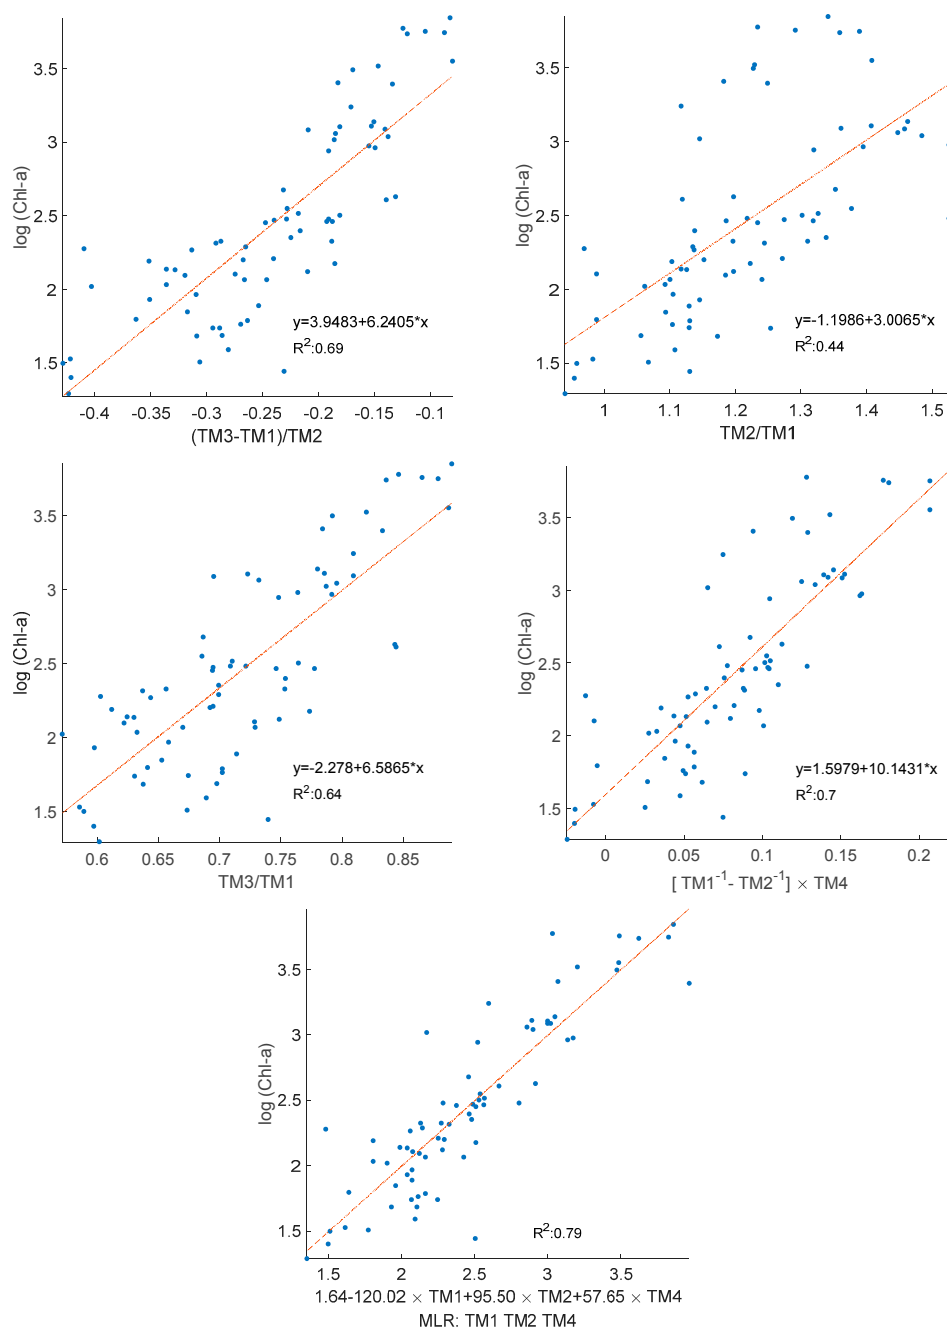 3.5
3
2.5
2
1.5
log (Chl-a)
y=3.9483+6.2405*x
R²:0.69
-0.4 -0.35 -0.3 -0.25 -0.2 -0.15 -0.1
(TM3-TM1)/TM2
3.5
3
2.5
2
1.5
log (Chl-a)
y=-1.1986+3.0065*x
R²:0.44
1 1.1 1.2 1.3 1.4 1.5
TM2/TM1
3.5
3
2.5
2
1.5
log (Chl-a)
y=-2.278+6.5865*x
R²:0.64
0.6 0.65 0.7 0.75 0.8 0.85
TM3/TM1
3.5
3
2.5
2
1.5
log (Chl-a)
y=1.5979+10.1431*x
R²:0.7
0 0.05 0.1 0.15 0.2
[ TM1⁻¹- TM2⁻¹] × TM4
3.5
3
2.5
2
1.5
log (Chl-a)
R²:0.79
1.5 2 2.5 3 3.5
1.64-120.02 × TM1+95.50 × TM2+57.65 × TM4
MLR: TM1 TM2 TM4